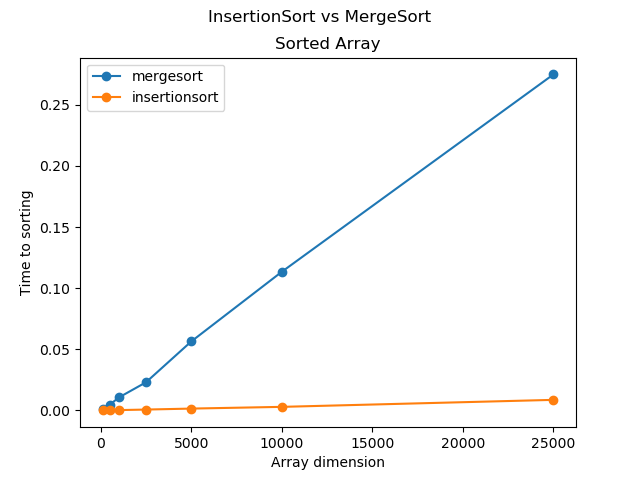 InsertionSort vs MergeSort
Sorted Array
mergesort
insertionsort
0.25
0.20
0.15
0.10
0.05
0.00
Time to sorting
0 5000 10000 15000 20000 25000
Array dimension